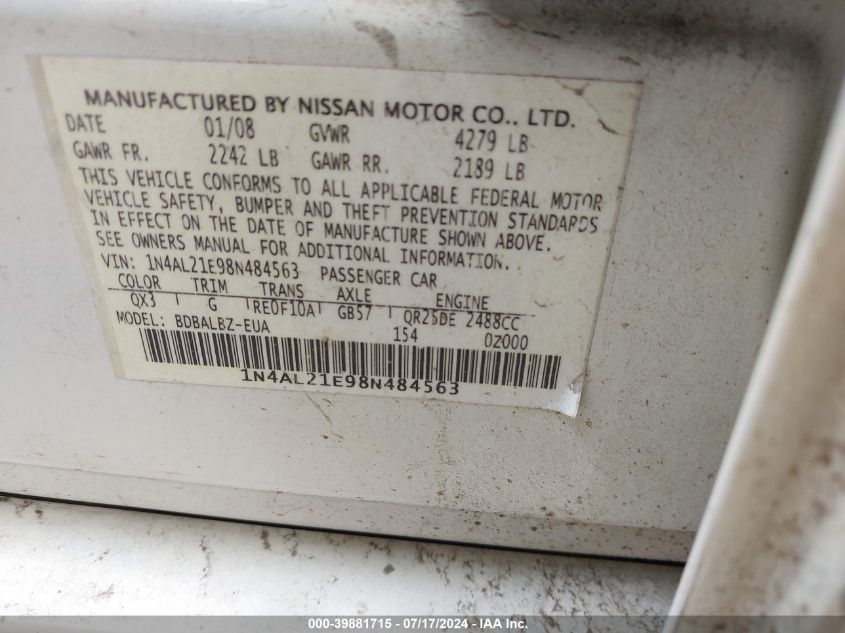 MANUFACTURED BY NISSAN MOTOR CO., LTD.
DATE 01/08 GVWR 4279 LB
GAWR FR. 2242 LB GAWR RR. 2189 LB
THIS VEHICLE CONFORMS TO ALL APPLICABLE FEDERAL MOTOR
VEHICLE SAFETY, BUMPER AND THEFT PREVENTION STANDARDS
IN EFFECT ON THE DATE OF MANUFACTURE SHOWN ABOVE.
SEE OWNERS MANUAL FOR ADDITIONAL INFORMATION.
VIN: 1N4AL21E98N484563 PASSENGER CAR
COLOR TRIM TRANS AXLE ENGINE
QX3 G RE0F10A GB57 QR25DE 2488CC
MODEL: BDBALBZ-EUA 154 0Z000
1N4AL21E98N484563
000-39881715 - 07/17/2024 - IAA Inc.